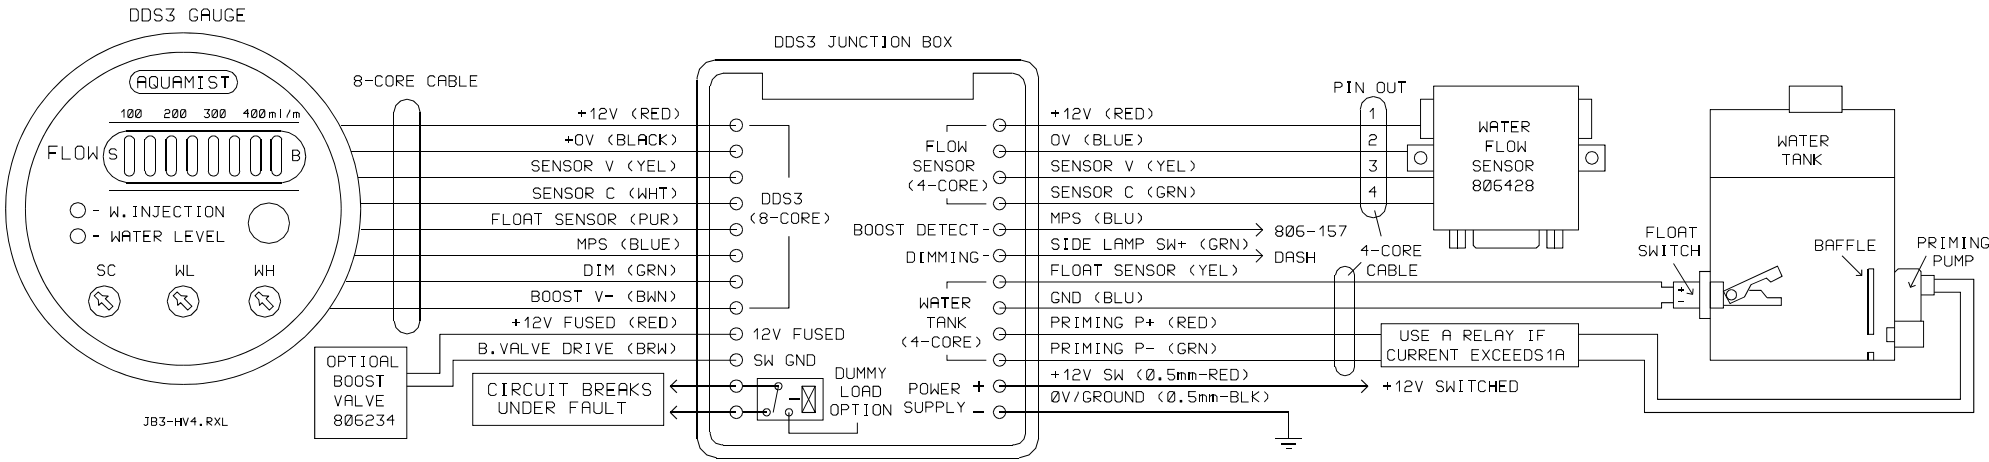 DDS3 GAUGE
AQUAMIST
100 200 300 400ml/m
FLOW S B
W.INJECTION
WATER LEVEL
SC WL WH
JB3-HV4.RXL
8-CORE CABLE
+12V (RED)
+0V (BLACK)
SENSOR V (YEL)
SENSOR C (WHT)
FLOAT SENSOR (PUR)
MPS (BLUE)
DIM (GRN)
BOOST V- (BWN)
+12V FUSED (RED)
B.VALVE DRIVE (BRW)
OPTIOAL
BOOST
VALVE
806234
CIRCUIT BREAKS
UNDER FAULT
DDS3 JUNCTION BOX
DDS3
(8-CORE)
12V FUSED
SW GND
DUMMY
LOAD
OPTION
FLOW
SENSOR
(4-CORE)
BOOST DETECT-
DIMMING-
WATER
TANK
(4-CORE)
POWER +
SUPPLY -
+12V (RED)
0V (BLUE)
SENSOR V (YEL)
SENSOR C (GRN)
MPS (BLU)
SIDE LAMP SW+ (GRN)
FLOAT SENSOR (YEL)
GND (BLU)
PRIMING P+ (RED)
PRIMING P- (GRN)
+12V SW (0.5mm-RED)
0V/GROUND (0.5mm-BLK)
806-157
DASH
+12V SWITCHED
PIN OUT
1
2
3
4
4-CORE
CABLE
WATER
FLOW
SENSOR
806428
USE A RELAY IF
CURRENT EXCEEDS1A
FLOAT
SWITCH
+
-
WATER
TANK
BAFFLE
PRIMING
PUMP